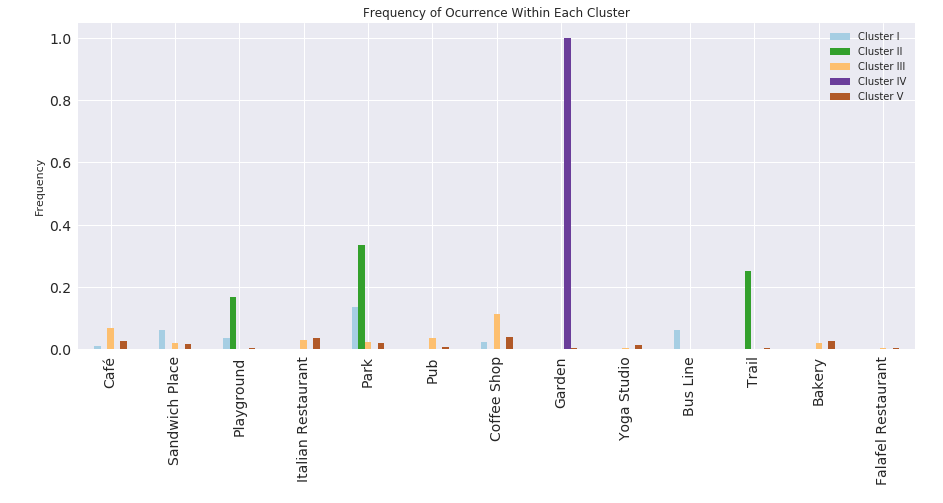 Frequency of Ocurrence Within Each Cluster
Frequency
1.0
0.8
0.6
0.4
0.2
0.0
Cluster I
Cluster II
Cluster III
Cluster IV
Cluster V
Café
Sandwich Place
Playground
Italian Restaurant
Park
Pub
Coffee Shop
Garden
Yoga Studio
Bus Line
Trail
Bakery
Falafel Restaurant